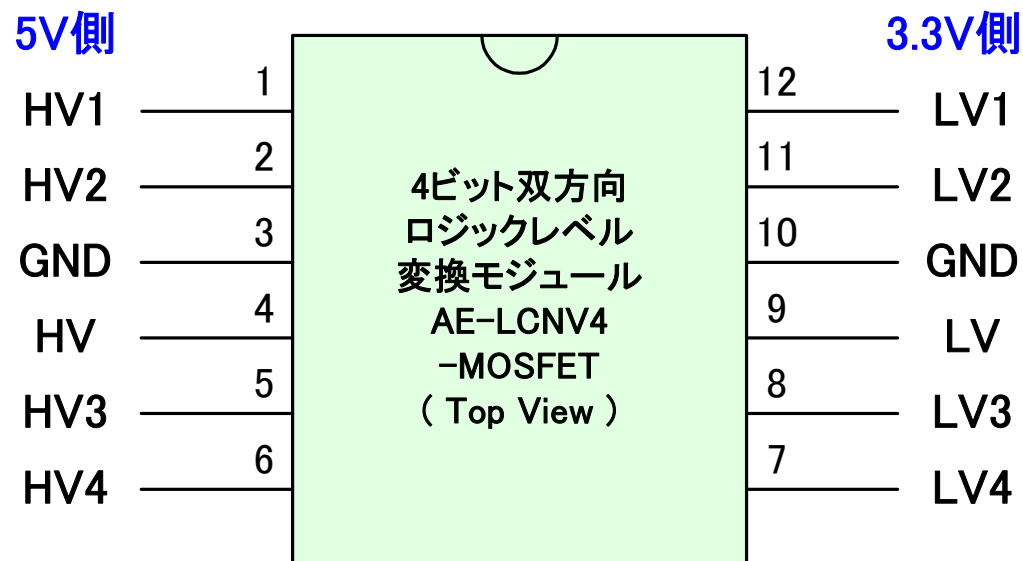 5V側 3.3V側
HV1 1 12 LV1
HV2 2 11 LV2
GND 3 10 GND
HV 4 9 LV
HV3 5 8 LV3
HV4 6 7 LV4
4ビット双方向
ロジックレベル
変換モジュール
AE-LCNV4
-MOSFET
( Top View )